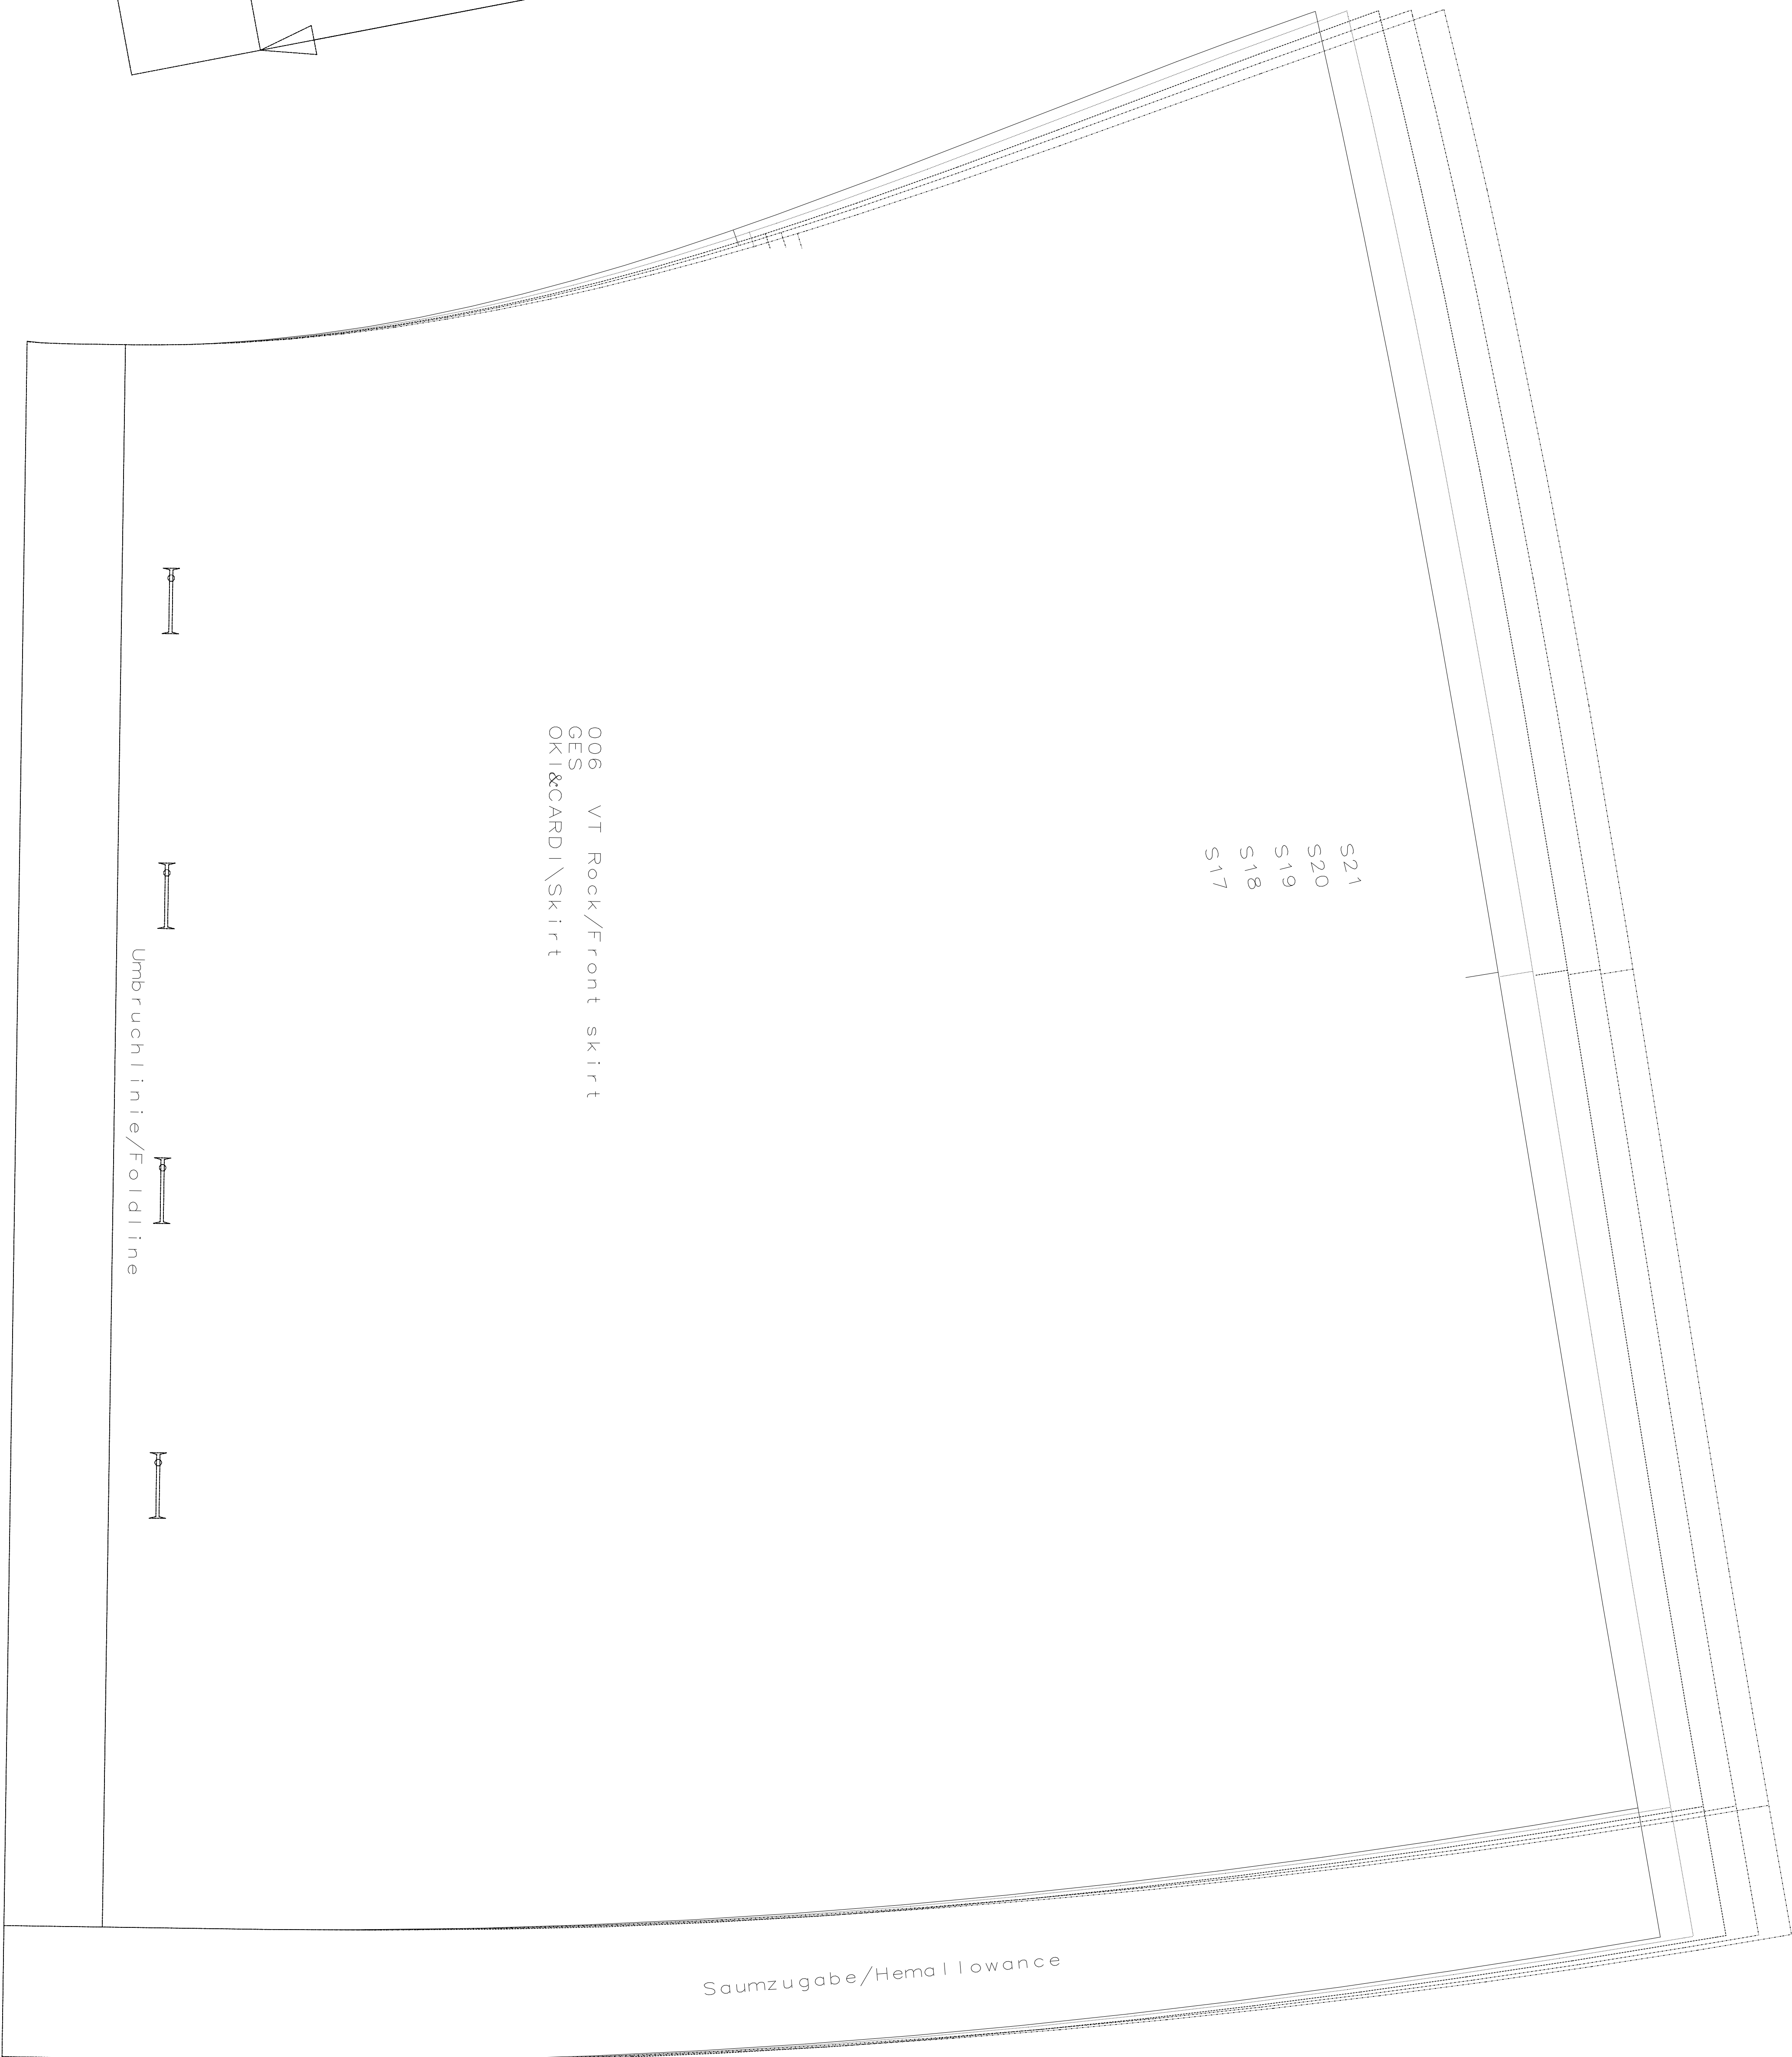 006 VT Rock/Front skirt
GES
OKI&CARDI\Skirt
S21
S20
S19
S18
S17
Umbruchlinie/Foldline
Saumzugabe/Hemallowance